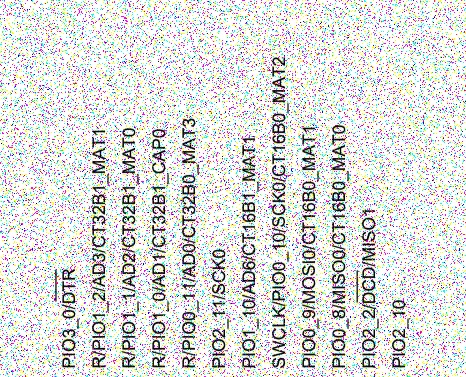 PIO3_0/DTR
R/PIO1_2/AD3/CT32B1_MAT1
R/PIO1_1/AD2/CT32B1_MAT0
R/PIO1_0/AD1/CT32B1_CAP0
R/PIO0_11/AD0/CT32B0_MAT3
PIO2_11/SCK0
PIO1_10/AD6/CT16B1_MAT1
SWCLK/PIO0_10/SCK0/CT16B0_MAT2
PIO0_9/MOSI0/CT16B0_MAT1
PIO0_8/MISO0/CT16B0_MAT0
PIO2_2/DCD/MISO1
PIO2_10